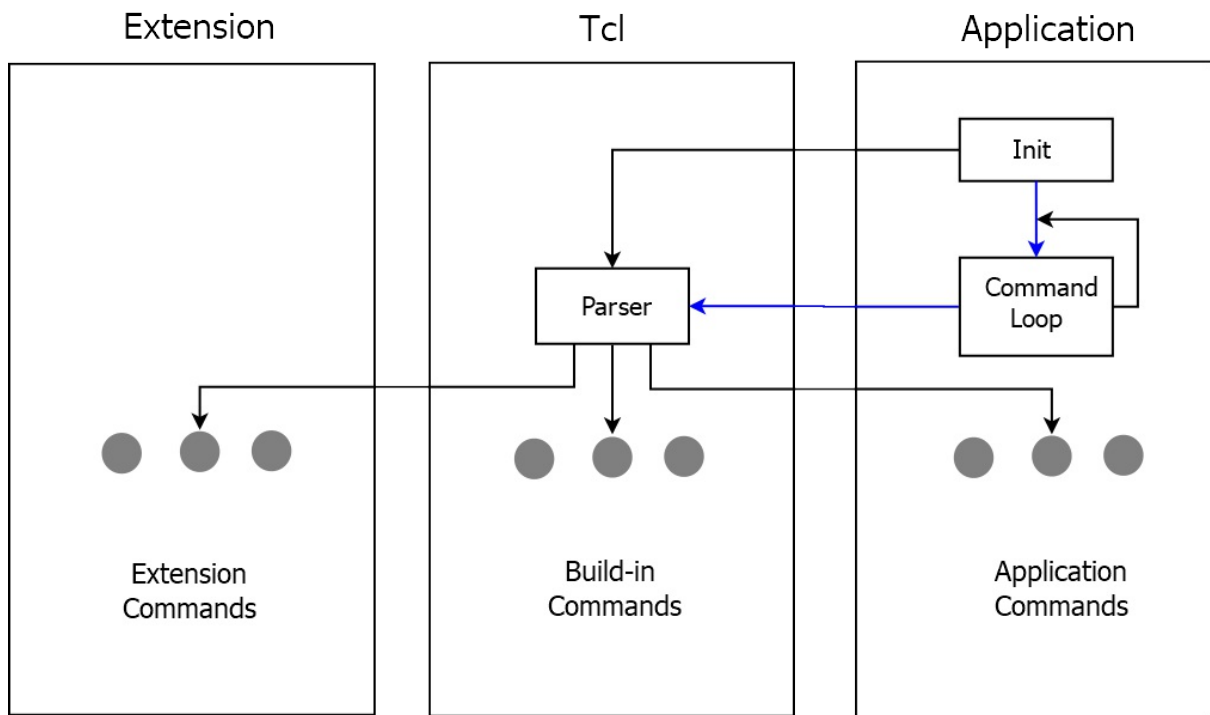 Extension
Tcl
Application
Init
Command
Loop
Parser
Extension
Commands
Build-in
Commands
Application
Commands